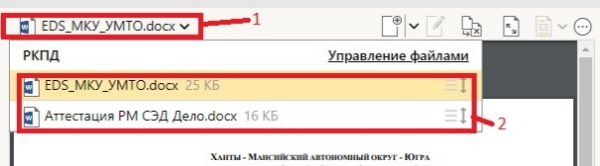 EDS_МКУ_УМТО.docx 1
РКПД Управление файлами
EDS_МКУ_УМТО.docx 25 КБ
Аттестация РМ СЭД Дело.docx 16 КБ
2
Ханты - Мансийский автономный округ - Югра